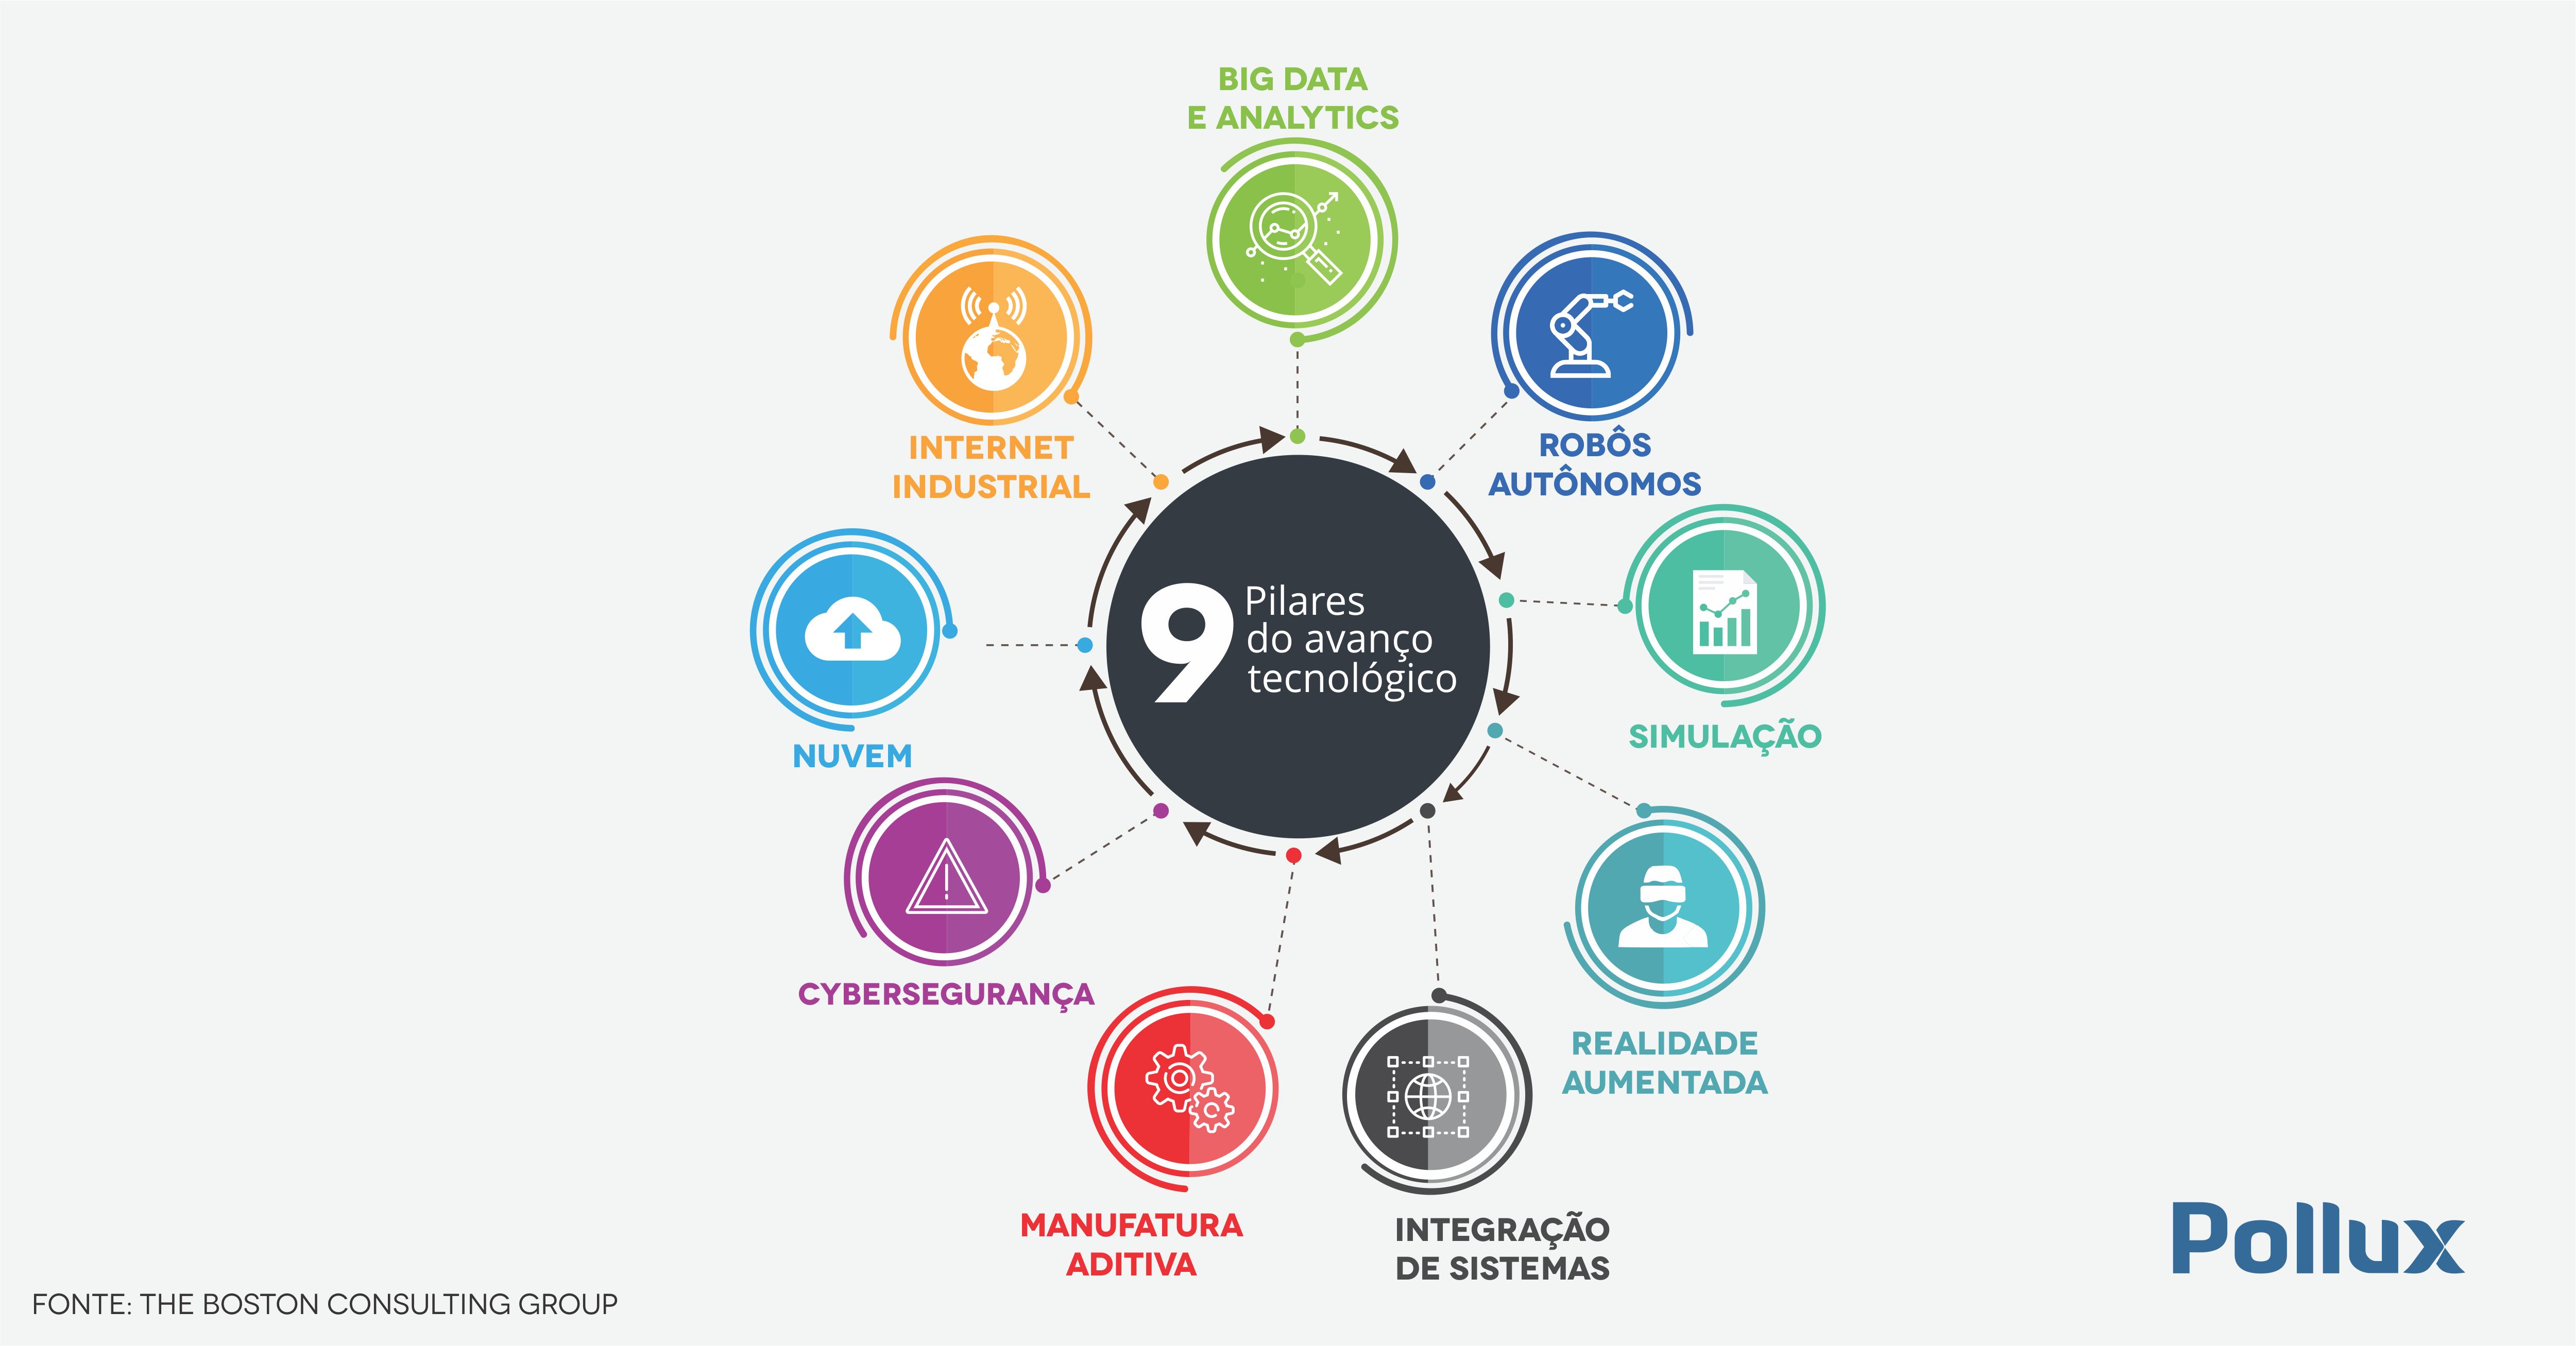 BIG DATA
E ANALYTICS
INTERNET
INDUSTRIAL
ROBÔS
AUTÔNOMOS
9 Pilares
do avanço
tecnológico
NUVEM
SIMULAÇÃO
CYBERSEGURANÇA
REALIDADE
AUMENTADA
MANUFATURA
ADITIVA
INTEGRAÇÃO
DE SISTEMAS
Pollux
FONTE: THE BOSTON CONSULTING GROUP